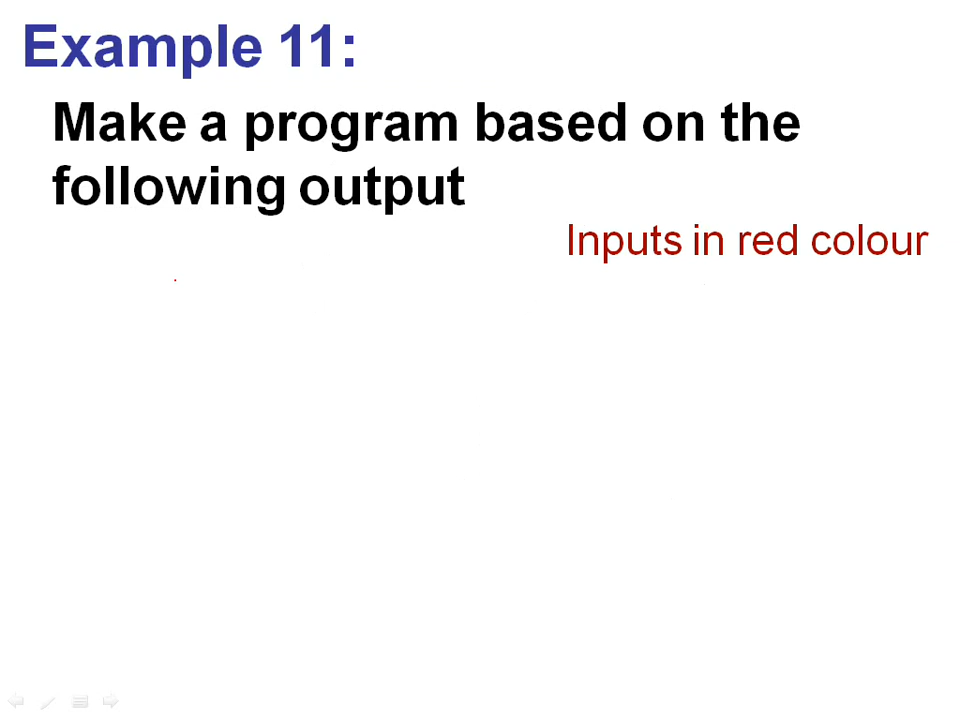 Example 11:
Make a program based on the
following output
Inputs in red colour